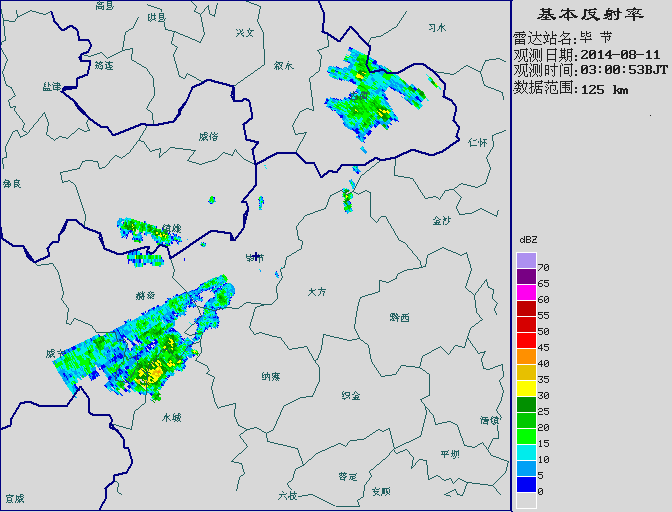 基本反射率
雷达站名:毕 节
观测日期:2014-08-11
观测时间:03:00:53BJT
数据范围:125 km
高县
珙县
兴文
习水
筠连
叙永
盐津
威信
仁怀
彝良
镇雄
金沙
毕节
赫章
大方
黔西
威宁
纳雍
织金
水城
清镇
平坝
普定
安顺
六枝
宣威
dBZ
70
65
60
55
50
45
40
35
30
25
20
15
10
5
0